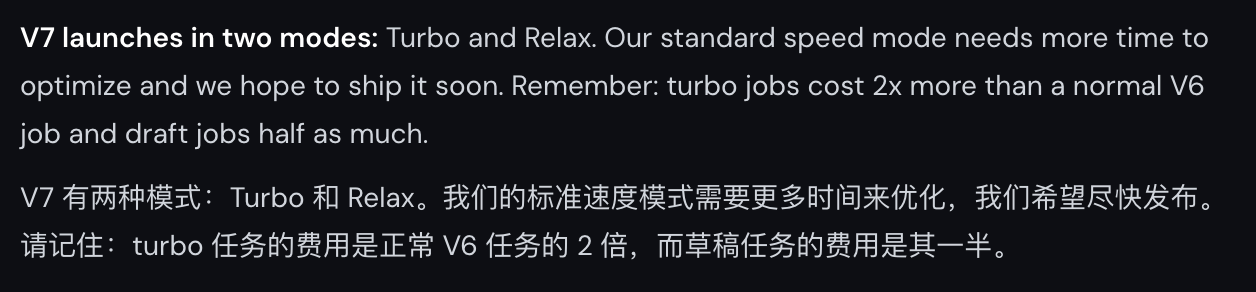 V7 launches in two modes: Turbo and Relax. Our standard speed mode needs more time to
optimize and we hope to ship it soon. Remember: turbo jobs cost 2x more than a normal V6
job and draft jobs half as much.
V7 有两种模式：Turbo 和 Relax。我们的标准速度模式需要更多时间来优化，我们希望尽快发布。
请记住：turbo 任务的费用是正常 V6 任务的 2 倍，而草稿任务的费用是其一半。